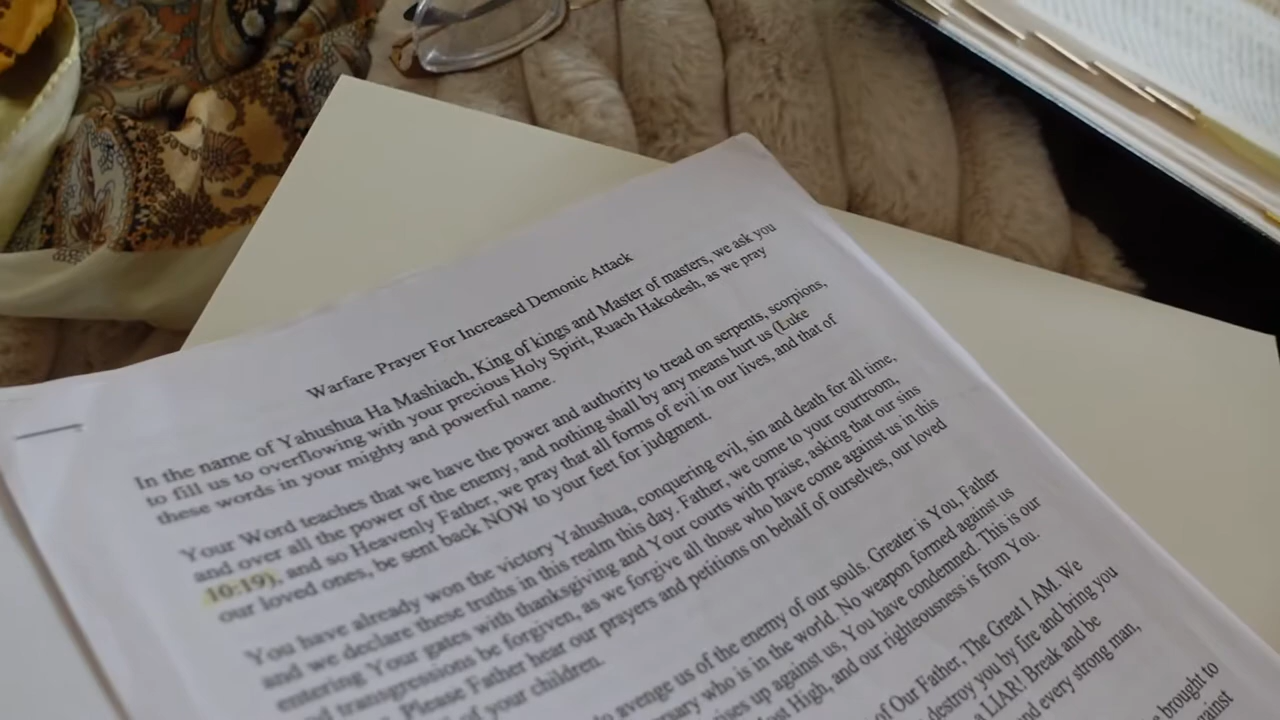 Warfare Prayer For Increased Demonic Attack
In the name of Yahushua Ha Mashiach, King of kings and Master of masters, we ask you
to fill us to overflowing with your precious Holy Spirit, Ruach Hakodesh, as we pray
these words in your mighty and powerful name.
Your Word teaches that we have the power and authority to tread on serpents, scorpions,
and over all the power of the enemy, and nothing shall by any means hurt us (Luke
10:19), and so Heavenly Father, we pray that all forms of evil in our lives, and that of
our loved ones, be sent back NOW to your feet for judgment.
You have already won the victory Yahushua, conquering evil, sin and death for all time,
and we declare these truths in this realm this day. Father, we come to your courtroom,
entering Your gates with thanksgiving and Your courts with praise, asking that our sins
and transgressions be forgiven, as we forgive all those who have come against us in this
Please Father hear our prayers and petitions on behalf of ourselves, our loved
of your children.
avenge us of the enemy of our souls. Greater is You, Father
who is in the world. No weapon formed against us
up against us, You have condemned. This is our
High, and our righteousness is from You.
of Our Father, The Great I AM. We
destroy you by fire and bring you
a LIAR! Break and be
and every strong man,
brought to